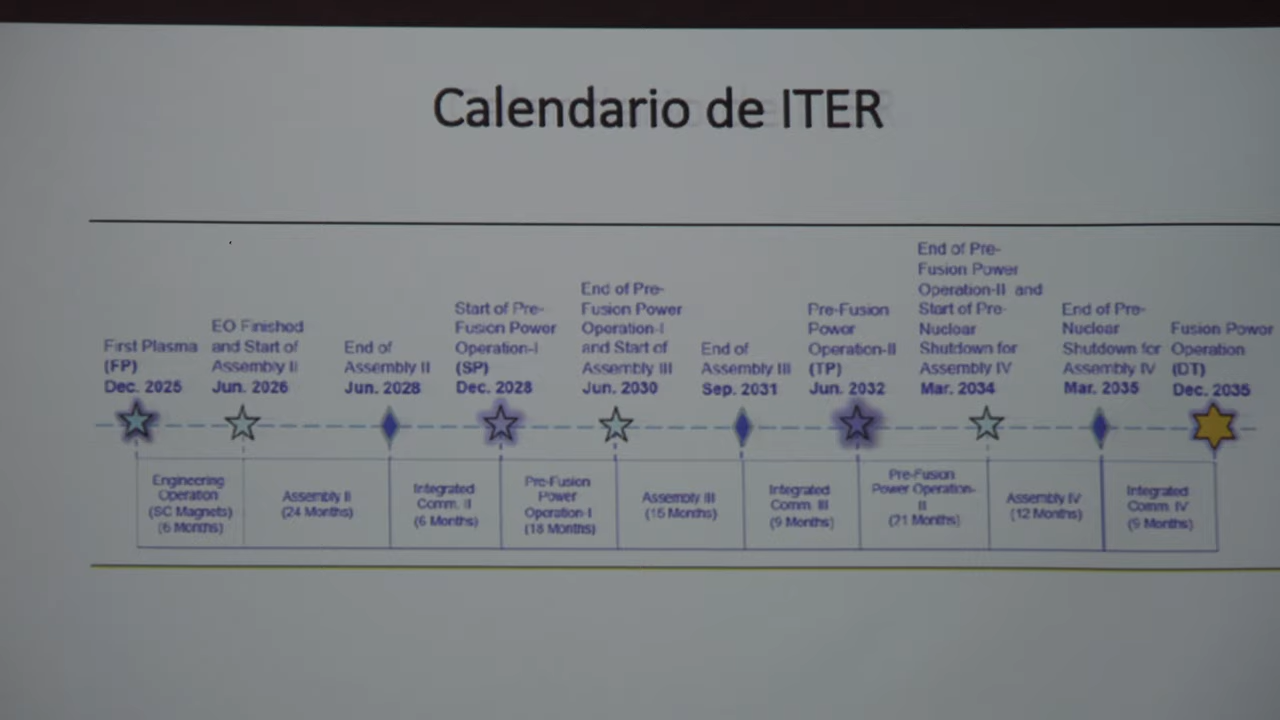 Calendario de ITER
First Plasma
(FP)
Dec. 2025
EO Finished
and Start of
Assembly II
Jun. 2026
End of
Assembly II
Jun. 2028
Start of Pre-
Fusion Power
Operation-I
(SP)
Dec. 2028
End of Pre-
Fusion Power
Operation-I
and Start of
Assembly III
Jun. 2030
End of
Assembly III
Sep. 2031
Pre-Fusion
Power
Operation-II
(TP)
Jun. 2032
End of Pre-
Fusion Power
Operation-II and
Start of Pre-
Nuclear
Shutdown for
Assembly IV
Mar. 2034
End of Pre-
Nuclear
Shutdown for
Assembly IV
Mar. 2035
Fusion Power
Operation
(DT)
Dec. 2035
Engineering
Operation
(SC Magnets)
(6 Months)
Assembly II
(24 Months)
Integrated
Comm. II
(6 Months)
Pre-Fusion
Power
Operation-I
(18 Months)
Assembly III
(15 Months)
Integrated
Comm. III
(9 Months)
Pre-Fusion
Power Operation-
II
(21 Months)
Assembly IV
(12 Months)
Integrated
Comm. IV
(9 Months)